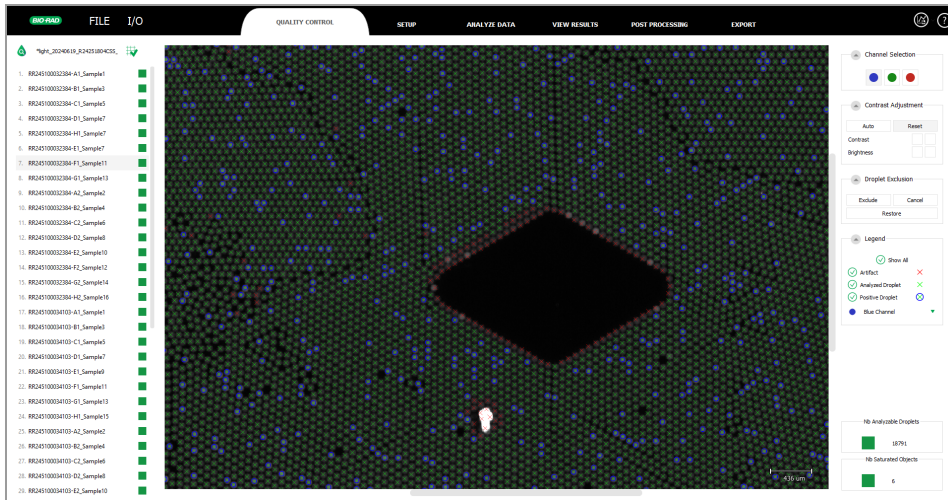 BIO-RAD FILE I/O QUALITY CONTROL SETUP ANALYZE DATA VIEW RESULTS POST PROCESSING EXPORT
*light_20240619_R24251804CSS_
1. RR245100032384-A1_Sample1
2. RR245100032384-B1_Sample3
3. RR245100032384-C1_Sample5
4. RR245100032384-D1_Sample7
5. RR245100032384-H1_Sample7
6. RR245100032384-E1_Sample7
7. RR245100032384-F1_Sample11
8. RR245100032384-G1_Sample13
9. RR245100032384-A2_Sample2
10. RR245100032384-B2_Sample4
11. RR245100032384-C2_Sample6
12. RR245100032384-D2_Sample8
13. RR245100032384-E2_Sample10
14. RR245100032384-F2_Sample12
15. RR245100032384-G2_Sample14
16. RR245100032384-H2_Sample16
17. RR245100034103-A1_Sample1
18. RR245100034103-B1_Sample3
19. RR245100034103-C1_Sample5
20. RR245100034103-D1_Sample7
21. RR245100034103-E1_Sample9
22. RR245100034103-F1_Sample11
23. RR245100034103-G1_Sample13
24. RR245100034103-H1_Sample15
25. RR245100034103-A2_Sample2
26. RR245100034103-B2_Sample4
27. RR245100034103-C2_Sample6
28. RR245100034103-D2_Sample8
29. RR245100034103-E2_Sample10
436 um
Channel Selection
Contrast Adjustment
Auto Reset
Contrast
Brightness
Droplet Exclusion
Exclude Cancel
Restore
Legend
Show All
Artifact
Analyzed Droplet
Positive Droplet
Blue Channel
Nb Analyzable Droplets
18791
Nb Saturated Objects
6